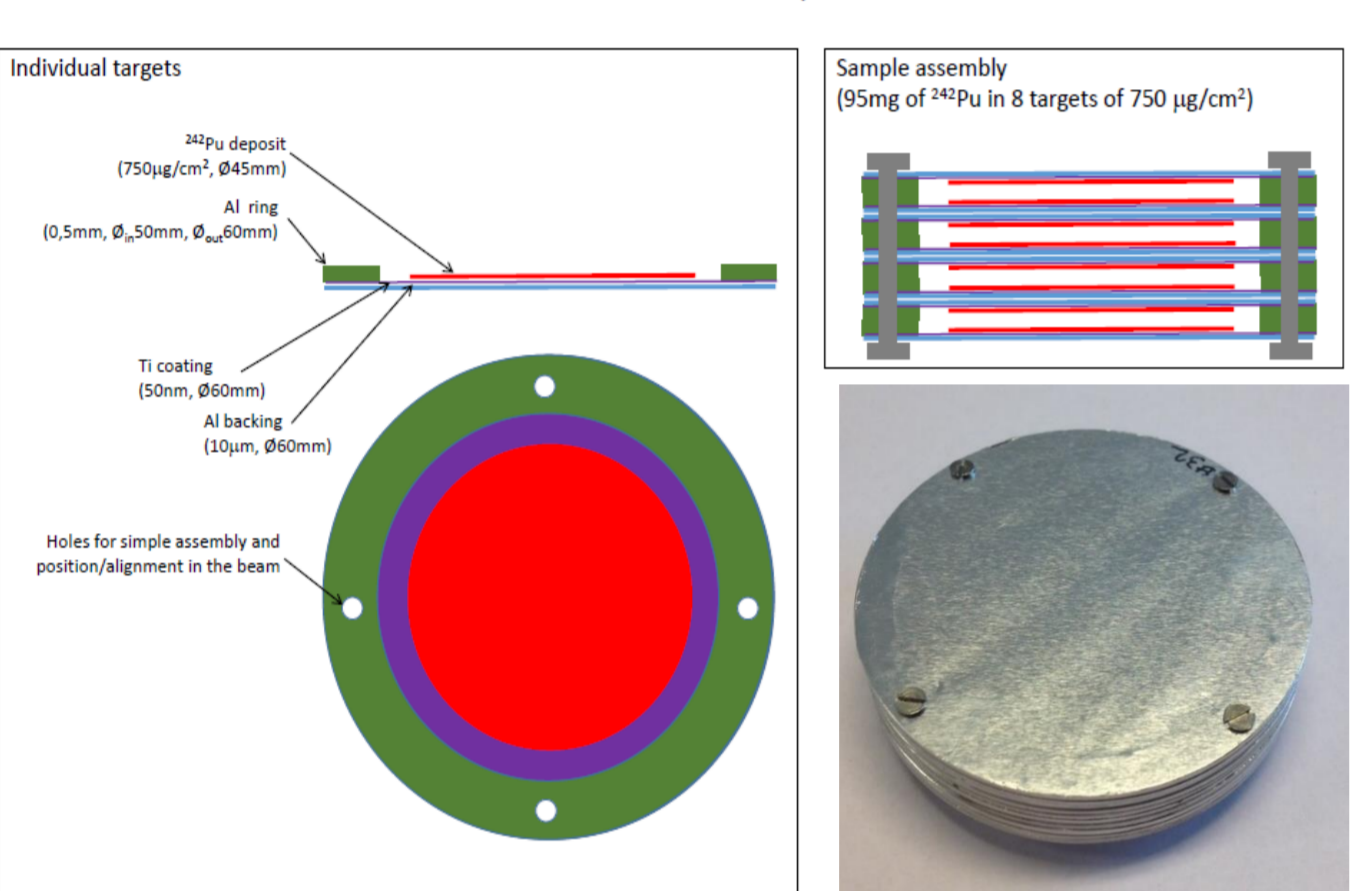 Individual targets
²⁴²Pu deposit
(750µg/cm², Ø45mm)
Al ring
(0,5mm, Øin50mm, Øout60mm)
Ti coating
(50nm, Ø60mm)
Al backing
(10µm, Ø60mm)
Holes for simple assembly and
position/alignment in the beam
Sample assembly
(95mg of ²⁴²Pu in 8 targets of 750 µg/cm²)